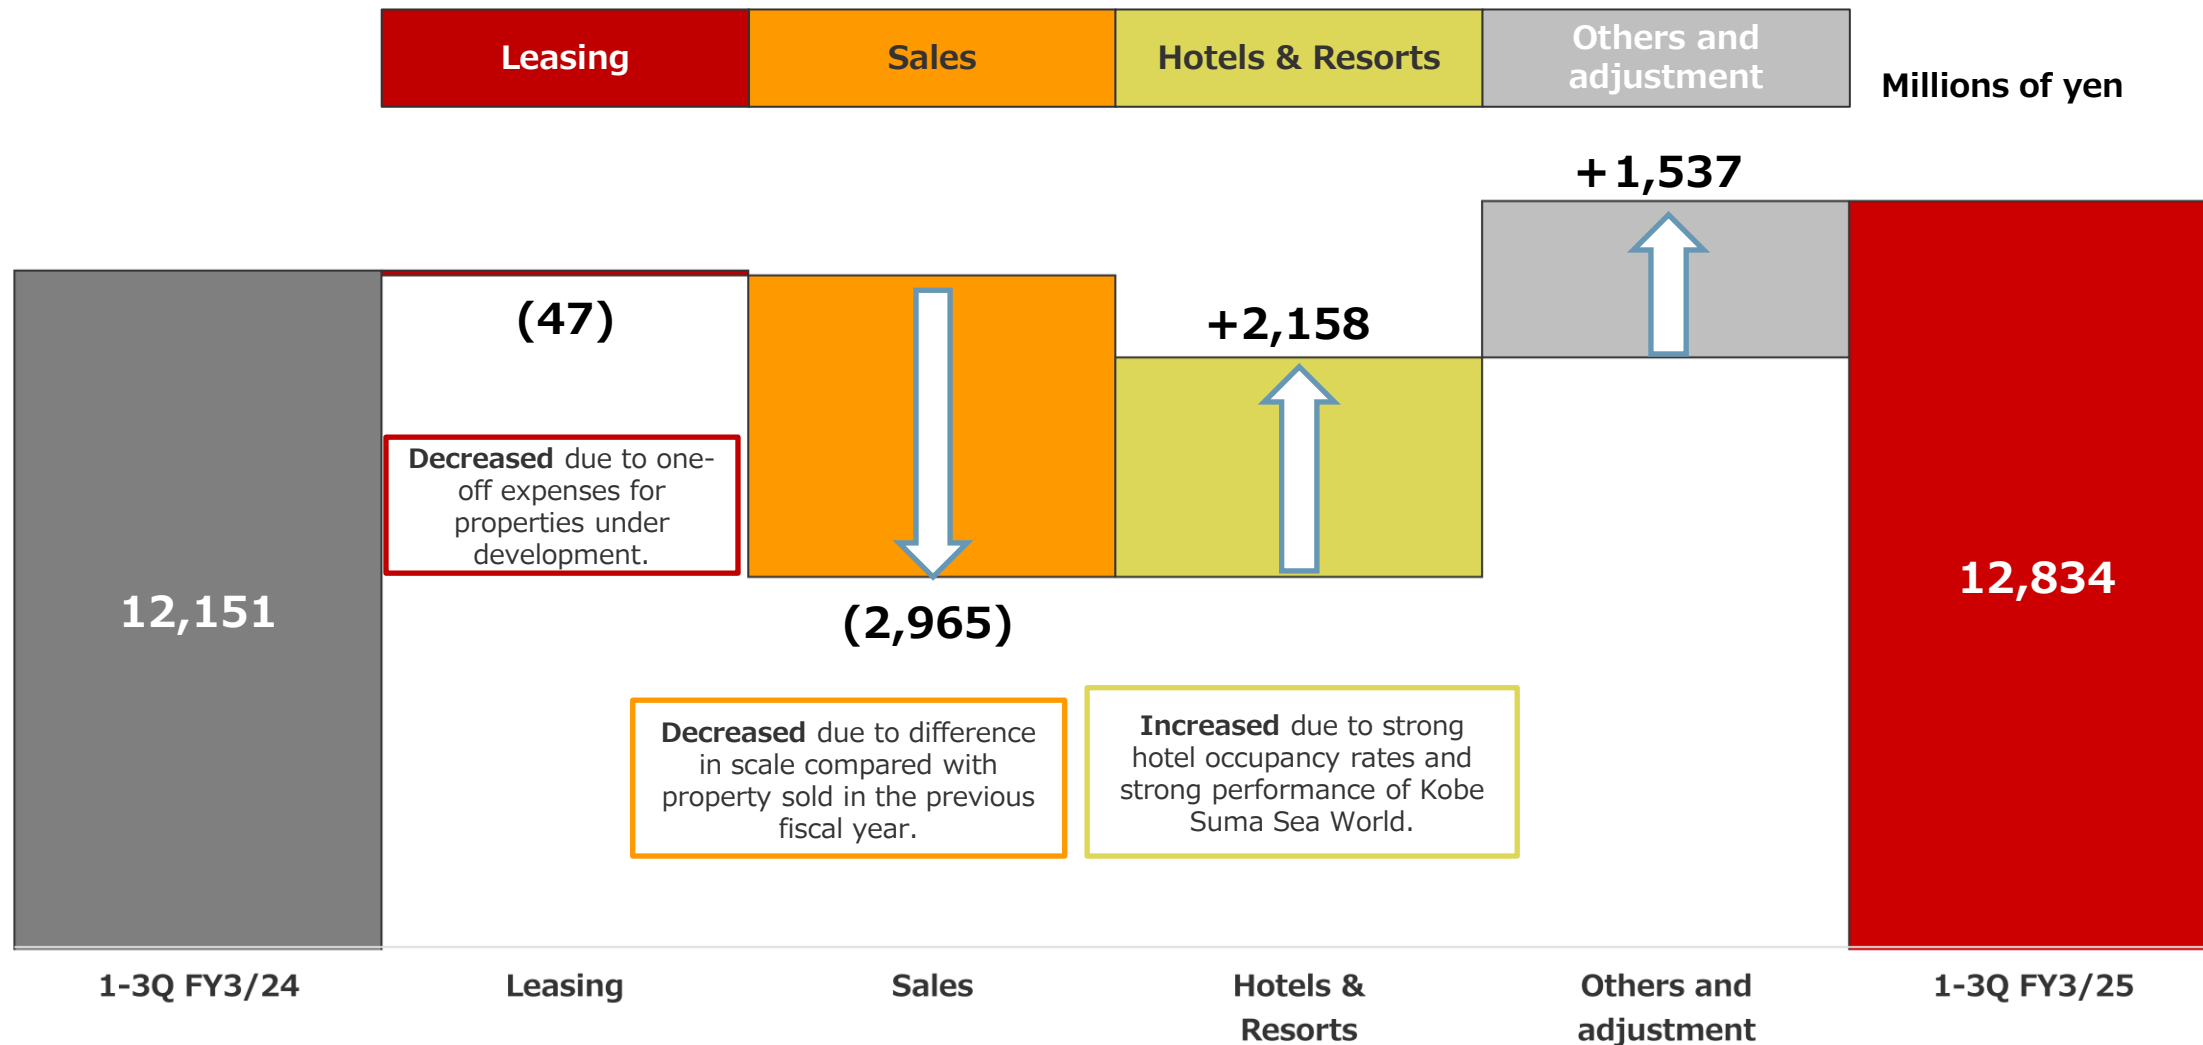 Leasing
Sales
Hotels & Resorts
Others and
adjustment
Millions of yen
+1,537
(47)
+2,158
Decreased due to one-
off expenses for
properties under
development.
12,151
12,834
(2,965)
Decreased due to difference
in scale compared with
property sold in the previous
fiscal year.
Increased due to strong
hotel occupancy rates and
strong performance of Kobe
Suma Sea World.
1-3Q FY3/24
Leasing
Sales
Hotels &
Resorts
Others and
adjustment
1-3Q FY3/25